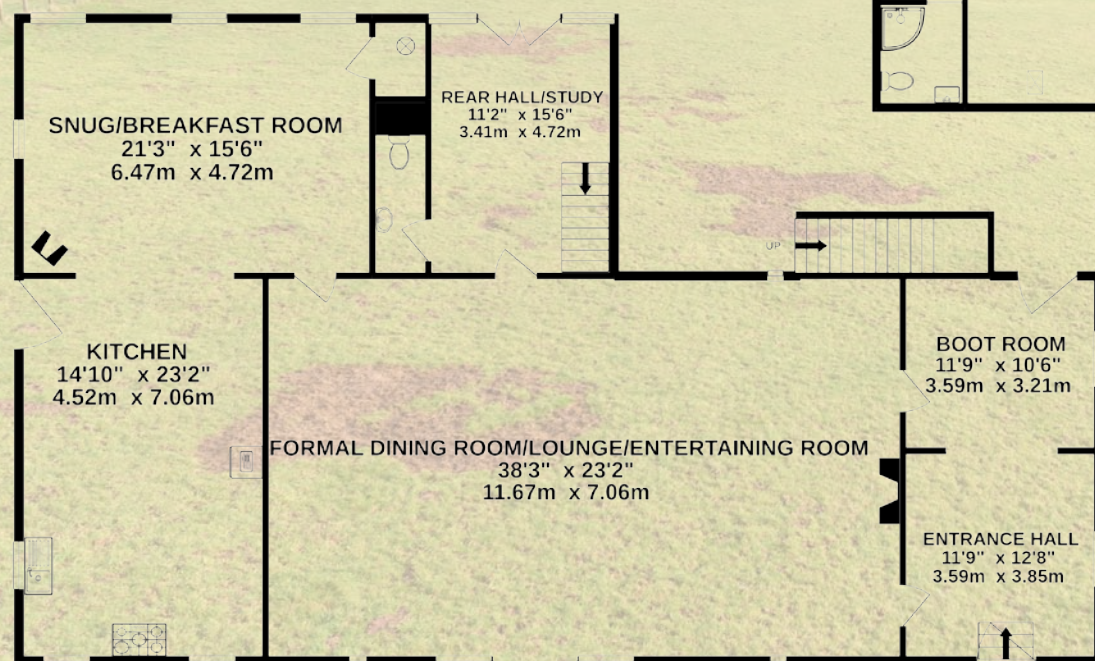 SNUG/BREAKFAST ROOM
21'3" x 15'6"
6.47m x 4.72m
REAR HALL/STUDY
11'2" x 15'6"
3.41m x 4.72m
UP
KITCHEN
14'10" x 23'2"
4.52m x 7.06m
BOOT ROOM
11'9" x 10'6"
3.59m x 3.21m
FORMAL DINING ROOM/LOUNGE/ENTERTAINING ROOM
38'3" x 23'2"
11.67m x 7.06m
ENTRANCE HALL
11'9" x 12'8"
3.59m x 3.85m